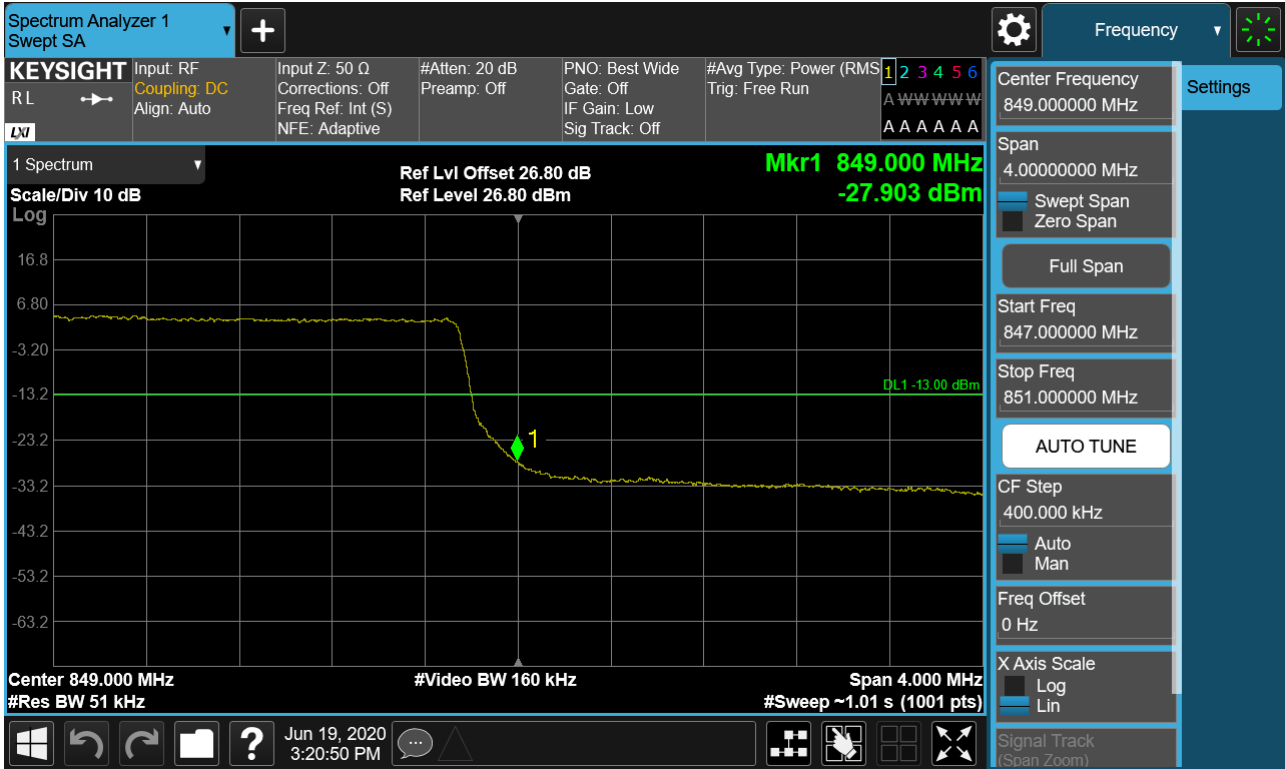 Spectrum Analyzer 1
Swept SA
Frequency
KEYSIGHT
R L
LXI
Input: RF
Coupling: DC
Align: Auto
Input Z: 50 Ω
Corrections: Off
Freq Ref: Int (S)
NFE: Adaptive
#Atten: 20 dB
Preamp: Off
PNO: Best Wide
Gate: Off
IF Gain: Low
Sig Track: Off
#Avg Type: Power (RMS
Trig: Free Run
1 2 3 4 5 6
A W W W W W
A A A A A A
1 Spectrum
Scale/Div 10 dB
Log
Ref Lvl Offset 26.80 dB
Ref Level 26.80 dBm
Mkr1 849.000 MHz
-27.903 dBm
16.8
6.80
-3.20
-13.2
-23.2
-33.2
-43.2
-53.2
-63.2
DL1 -13.00 dBm
1
Center 849.000 MHz
#Video BW 160 kHz
Span 4.000 MHz
#Res BW 51 kHz
#Sweep ~1.01 s (1001 pts)
Center Frequency
849.000000 MHz
Settings
Span
4.00000000 MHz
Swept Span
Zero Span
Full Span
Start Freq
847.000000 MHz
Stop Freq
851.000000 MHz
AUTO TUNE
CF Step
400.000 kHz
Auto
Man
Freq Offset
0 Hz
X Axis Scale
Log
Lin
Signal Track
(Span Zoom)
?
Jun 19, 2020
3:20:50 PM